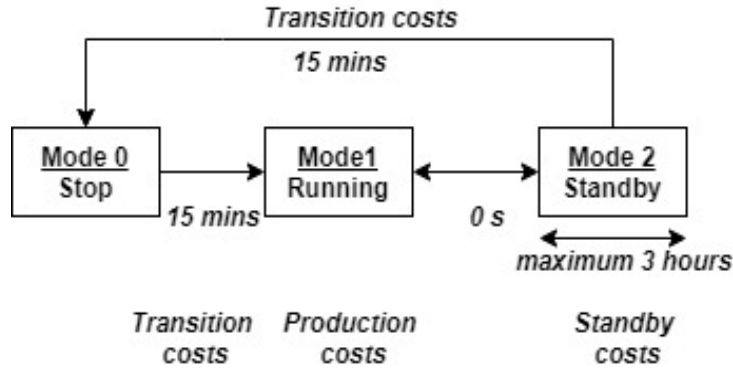 Transition costs
15 mins
Mode 0
Stop
Mode1
Running
Mode 2
Standby
15 mins
0 s
maximum 3 hours
Transition
costs
Production
costs
Standby
costs